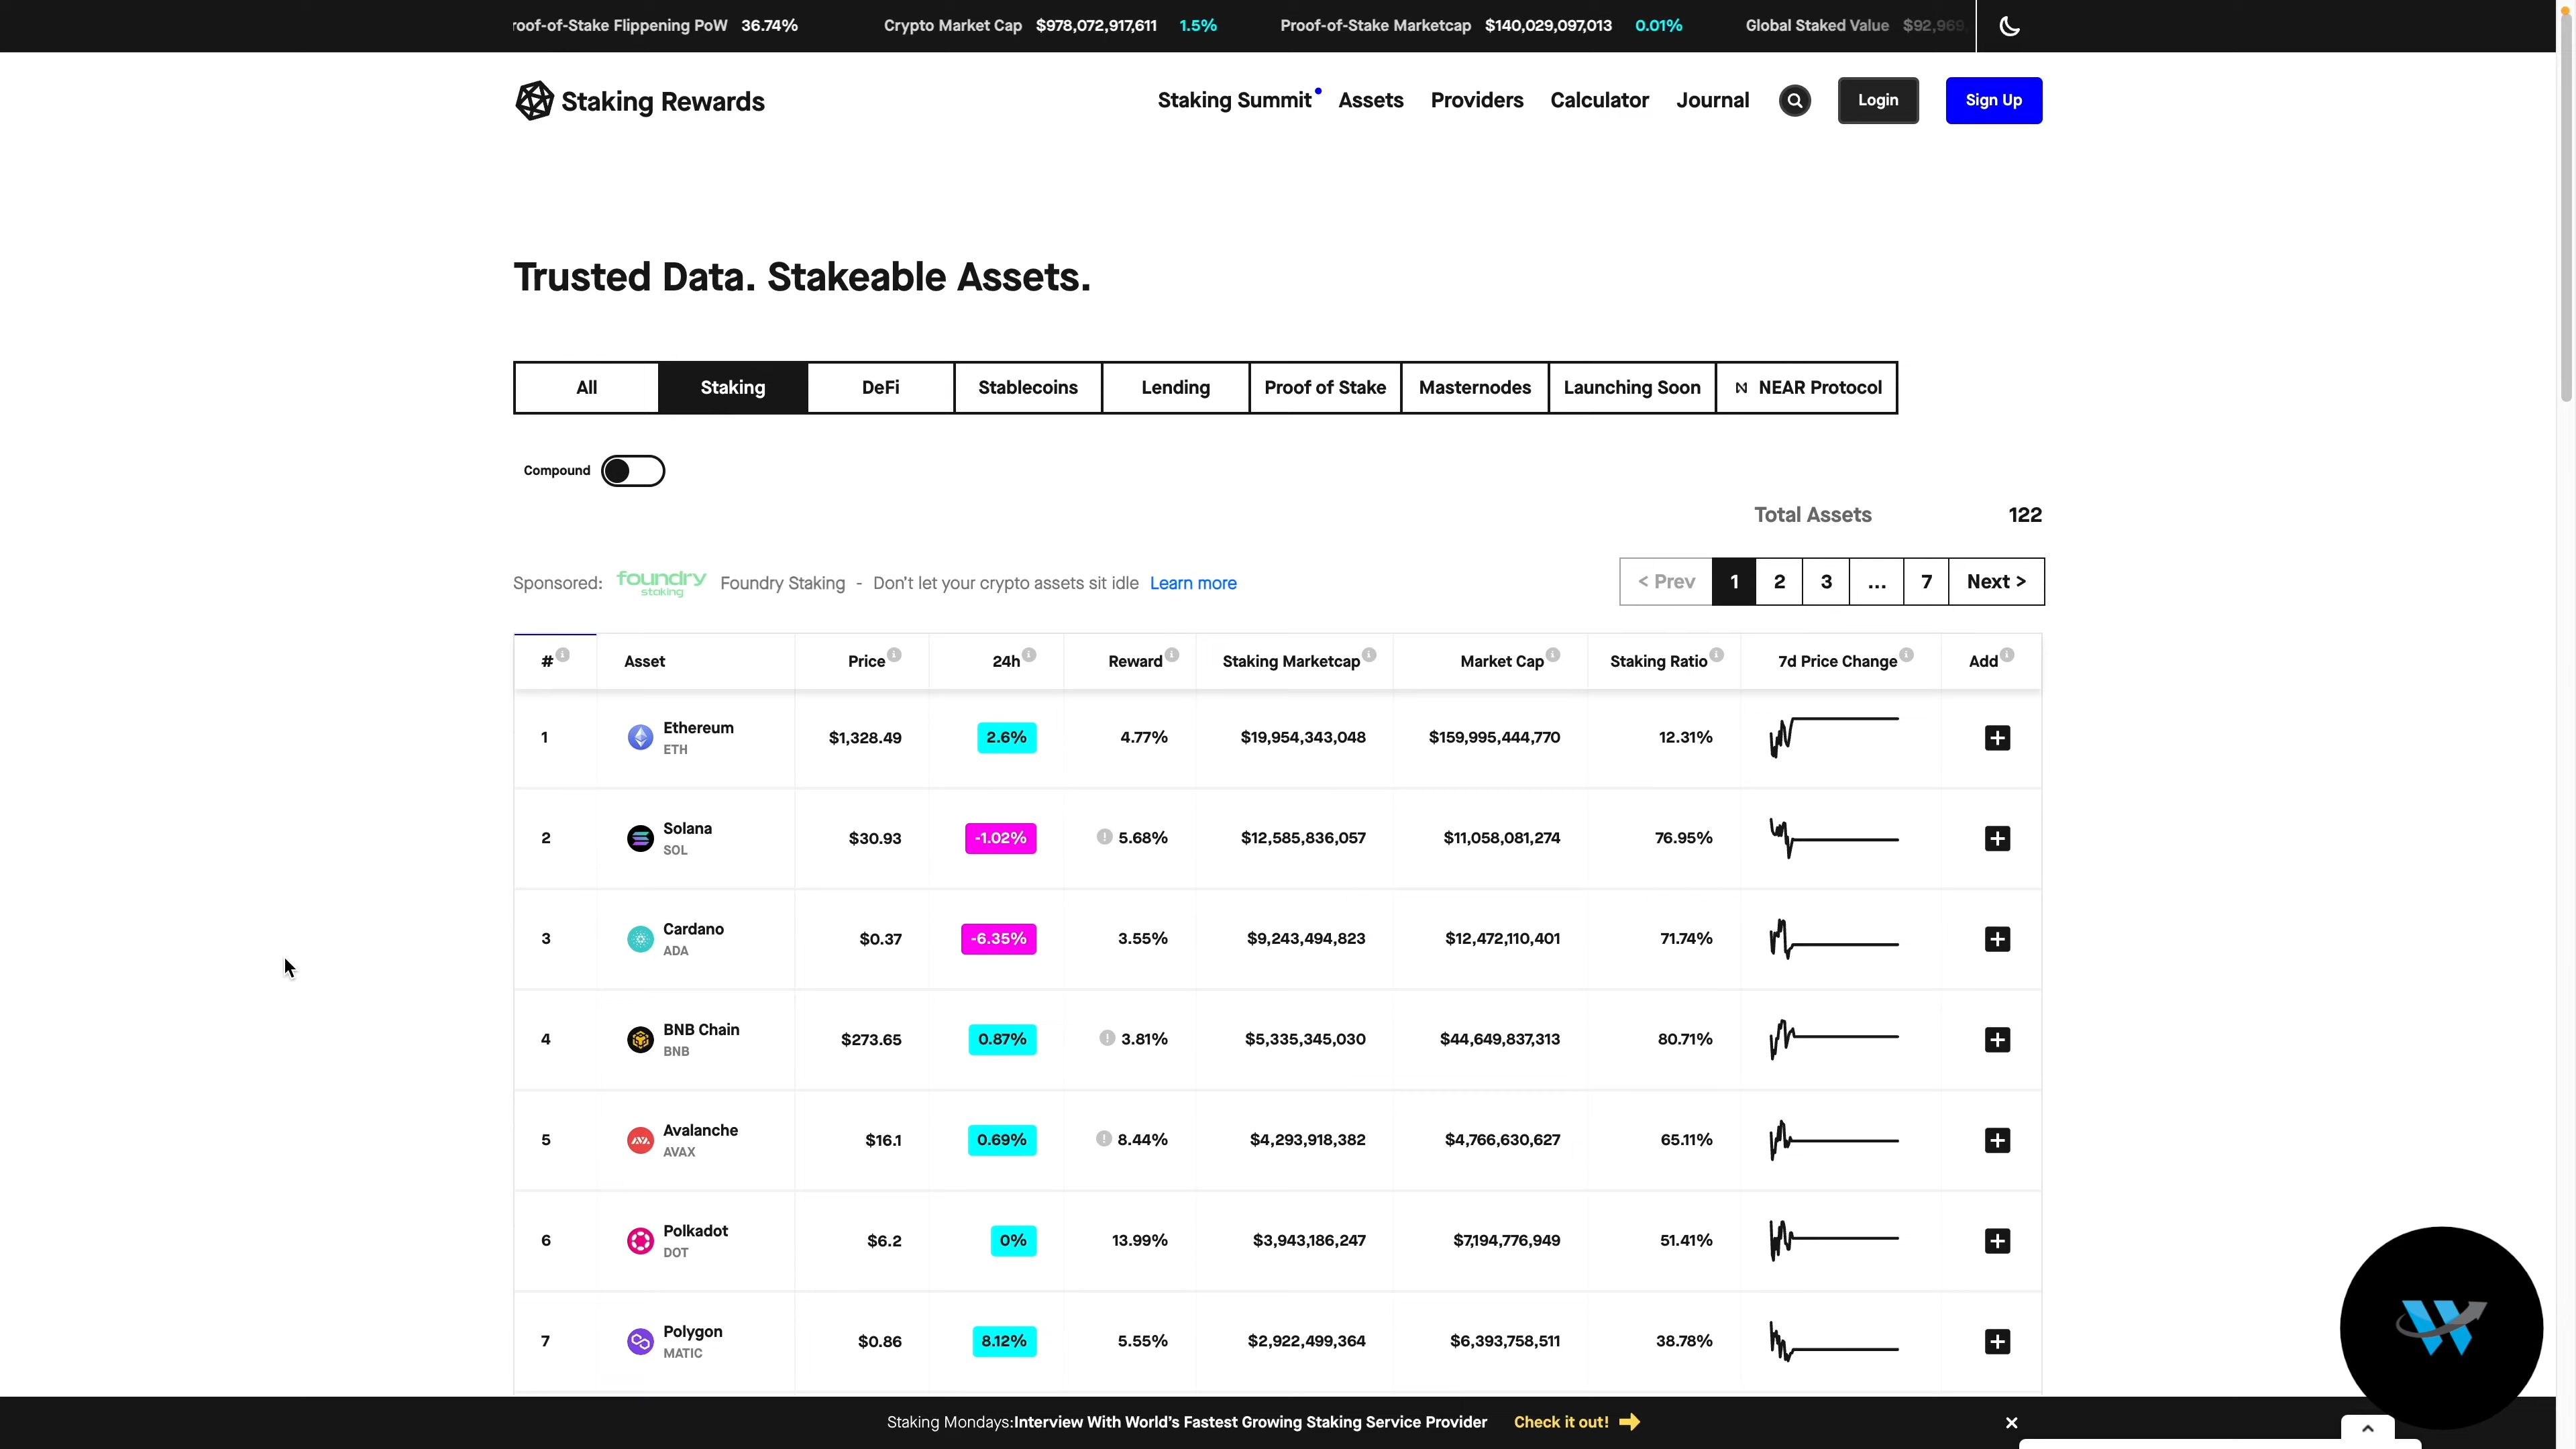 roof-of-Stake Flippening PoW 36.74% Crypto Market Cap $978,072,917,611 1.5% Proof-of-Stake Marketcap $140,029,097,013 0.01% Global Staked Value $92,969,
Staking Rewards
Staking Summit Assets Providers Calculator Journal Login Sign Up
Trusted Data. Stakeable Assets.
All Staking DeFi Stablecoins Lending Proof of Stake Masternodes Launching Soon NEAR Protocol
Compound
Total Assets 122
Sponsored: foundry staking Foundry Staking - Don't let your crypto assets sit idle Learn more
< Prev 1 2 3 ... 7 Next >
# Asset Price 24h Reward Staking Marketcap Market Cap Staking Ratio 7d Price Change Add
1 Ethereum ETH $1,328.49 2.6% 4.77% $19,954,343,048 $159,995,444,770 12.31%
2 Solana SOL $30.93 -1.02% 5.68% $12,585,836,057 $11,058,081,274 76.95%
3 Cardano ADA $0.37 -6.35% 3.55% $9,243,494,823 $12,472,110,401 71.74%
4 BNB Chain BNB $273.65 0.87% 3.81% $5,335,345,030 $44,649,837,313 80.71%
5 Avalanche AVAX $16.1 0.69% 8.44% $4,293,918,382 $4,766,630,627 65.11%
6 Polkadot DOT $6.2 0% 13.99% $3,943,186,247 $7,194,776,949 51.41%
7 Polygon MATIC $0.86 8.12% 5.55% $2,922,499,364 $6,393,758,511 38.78%
Staking Mondays:Interview With World's Fastest Growing Staking Service Provider Check it out!